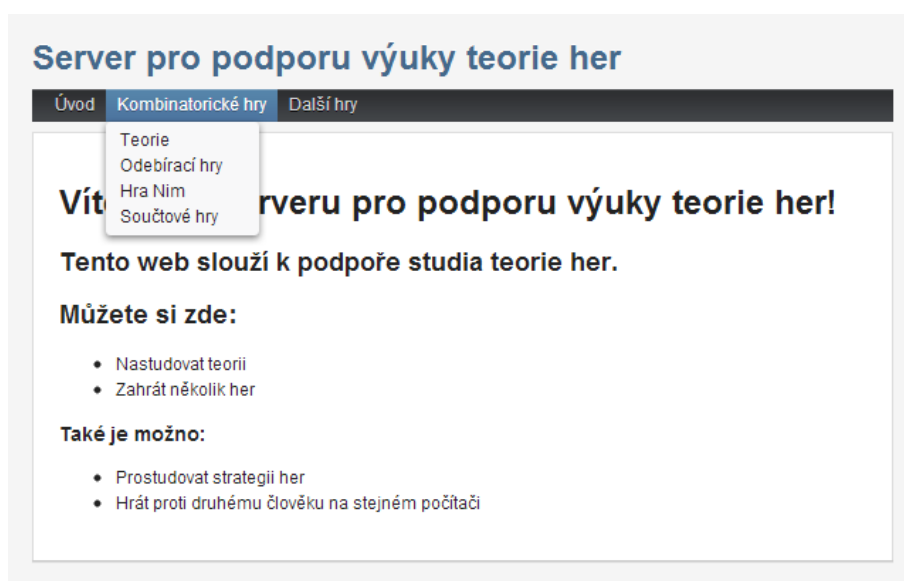 Server pro podporu výuky teorie her
Úvod Kombinatorické hry Další hry
Teorie
Odebírací hry
Hra Nim
Součtové hry
Vít rveru pro podporu výuky teorie her!
Tento web slouží k podpoře studia teorie her.
Můžete si zde:
• Nastudovat teorii
• Zahrát několik her
Také je možno:
• Prostudovat strategii her
• Hrát proti druhému člověku na stejném počítači